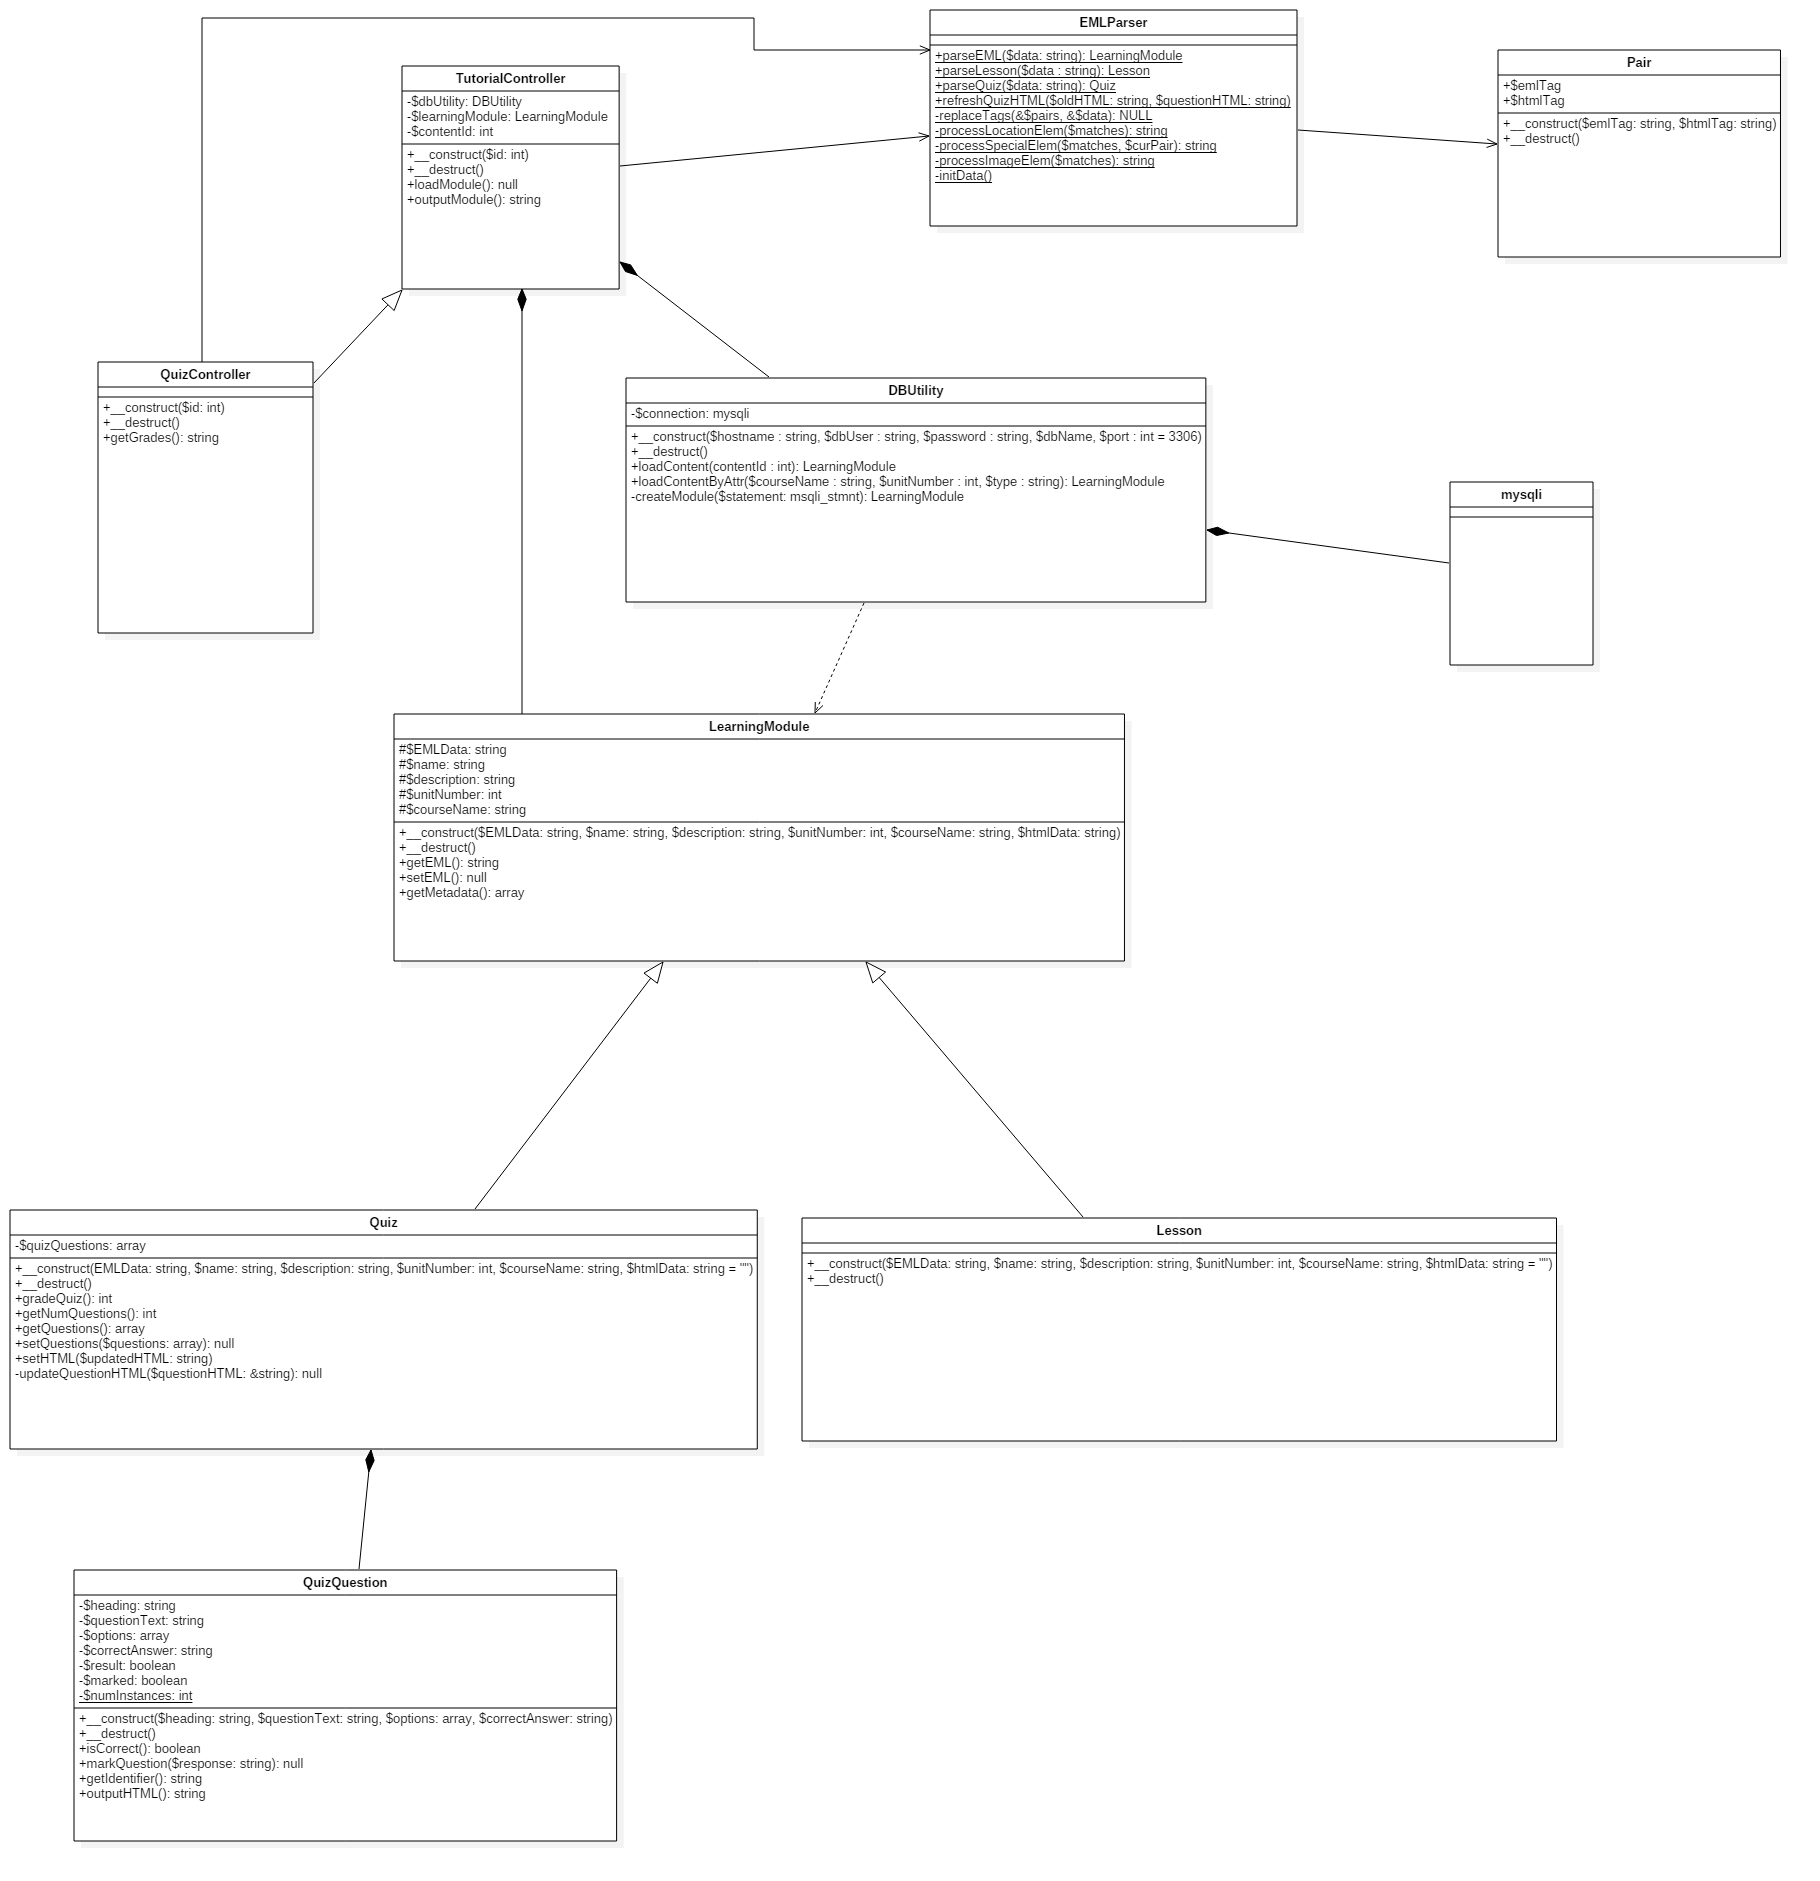 EMLParser
+parseEML($data: string): LearningModule
+parseLesson($data : string): Lesson
+parseQuiz($data: string): Quiz
+refreshQuizHTML($oldHTML: string, $questionHTML: string)
-replaceTags(&$pairs, &$data): NULL
-processLocationElem($matches): string
-processSpecialElem($matches, $curPair): string
-processImageElem($matches): string
-initData()
Pair
+$emlTag
+$htmlTag
+__construct($emlTag: string, $htmlTag: string)
+__destruct()
TutorialController
-$dbUtility: DBUtility
-$learningModule: LearningModule
-$contentId: int
+__construct($id: int)
+__destruct()
+loadModule(): null
+outputModule(): string
QuizController
+__construct($id: int)
+__destruct()
+getGrades(): string
DBUtility
-$connection: mysqli
+__construct($hostname : string, $dbUser : string, $password : string, $dbName, $port : int = 3306)
+__destruct()
+loadContent(contentId : int): LearningModule
+loadContentByAttr($courseName : string, $unitNumber : int, $type : string): LearningModule
-createModule($statement: msqli_stmnt): LearningModule
mysqli
LearningModule
#$EMLData: string
#$name: string
#$description: string
#$unitNumber: int
#$courseName: string
+__construct($EMLData: string, $name: string, $description: string, $unitNumber: int, $courseName: string, $htmlData: string)
+__destruct()
+getEML(): string
+setEML(): null
+getMetadata(): array
Quiz
-$quizQuestions: array
+__construct(EMLData: string, $name: string, $description: string, $unitNumber: int, $courseName: string, $htmlData: string = "")
+__destruct()
+gradeQuiz(): int
+getNumQuestions(): int
+getQuestions(): array
+setQuestions($questions: array): null
+setHTML($updatedHTML: string)
-updateQuestionHTML($questionHTML: &string): null
Lesson
+__construct($EMLData: string, $name: string, $description: string, $unitNumber: int, $courseName: string, $htmlData: string = "")
+__destruct()
QuizQuestion
-$heading: string
-$questionText: string
-$options: array
-$correctAnswer: string
-$result: boolean
-$marked: boolean
-$numInstances: int
+__construct($heading: string, $questionText: string, $options: array, $correctAnswer: string)
+__destruct()
+isCorrect(): boolean
+markQuestion($response: string): null
+getIdentifier(): string
+outputHTML(): string